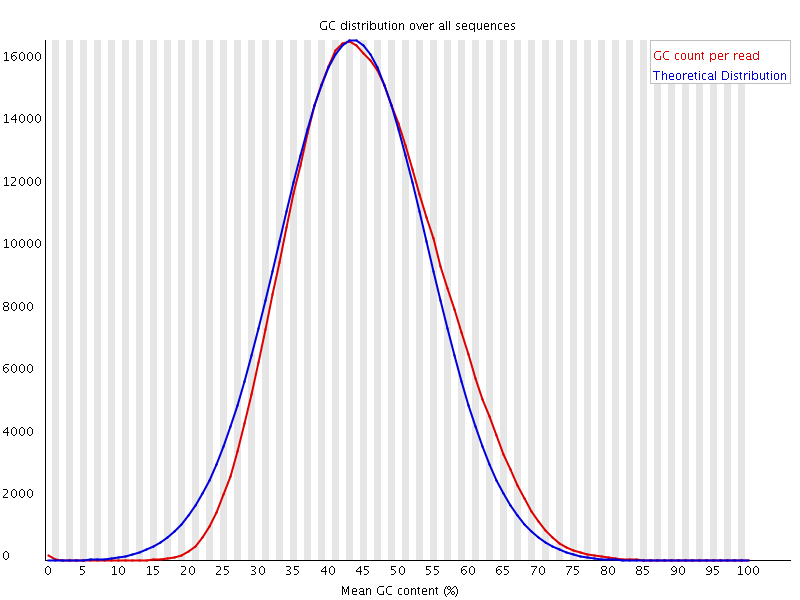 GC distribution over all sequences
GC count per read
Theoretical Distribution
16000
14000
12000
10000
8000
6000
4000
2000
0
0 5 10 15 20 25 30 35 40 45 50 55 60 65 70 75 80 85 90 95 100
Mean GC content (%)